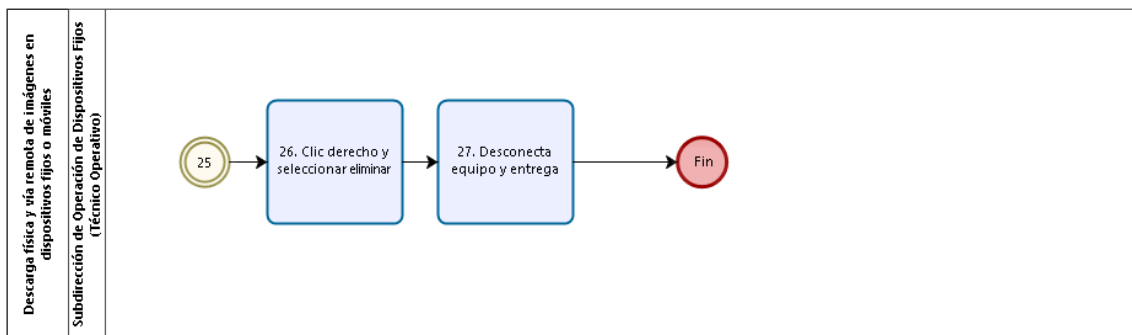 Descarga física y vía remota de imágenes en
dispositivos fijos o móviles
Subdirección de Operación de Dispositivos Fijos
(Técnico Operativo)
25
26. Clic derecho y
seleccionar eliminar
27. Desconecta
equipo y entrega
Fin